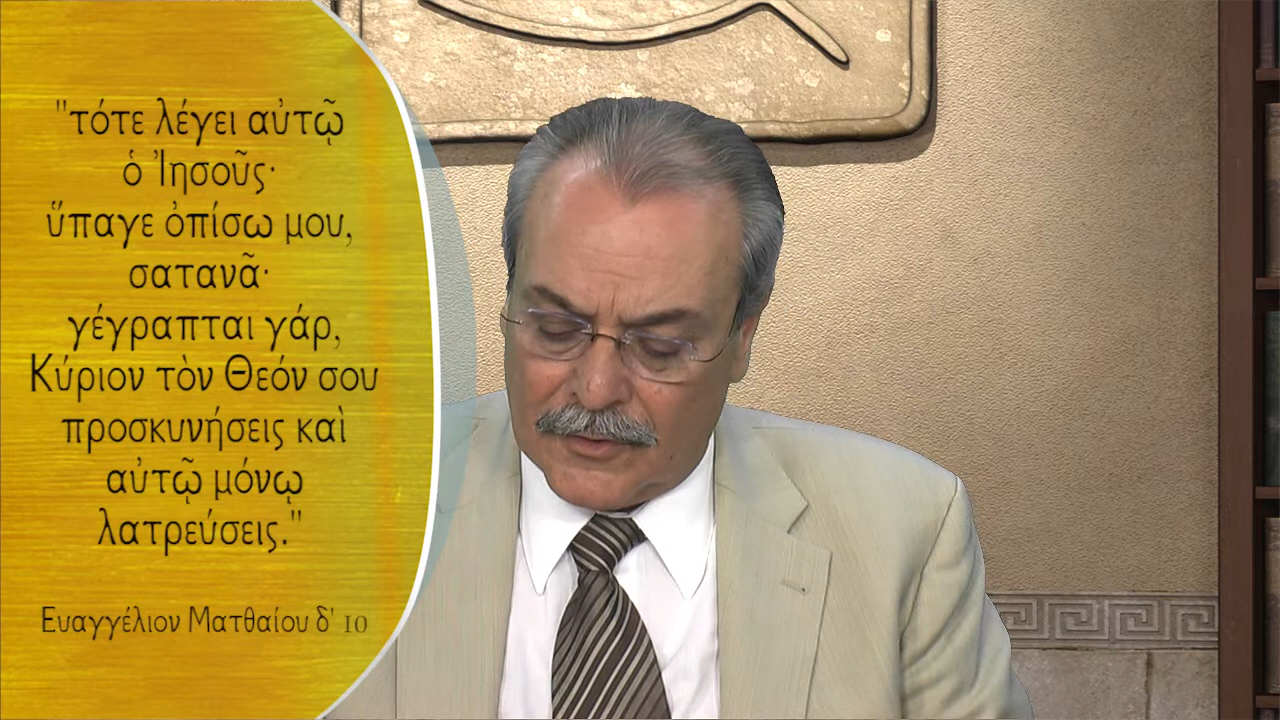 "τότε λέγει αὐτῷ
ὁ Ἰησοῦς·
ὕπαγε ὀπίσω μου,
σατανᾶ·
γέγραπται γάρ,
Κύριον τὸν Θεόν σου
προσκυνήσεις καὶ
αὐτῷ μόνῳ
λατρεύσεις."
Ευαγγέλιον Ματθαίου δ' 10